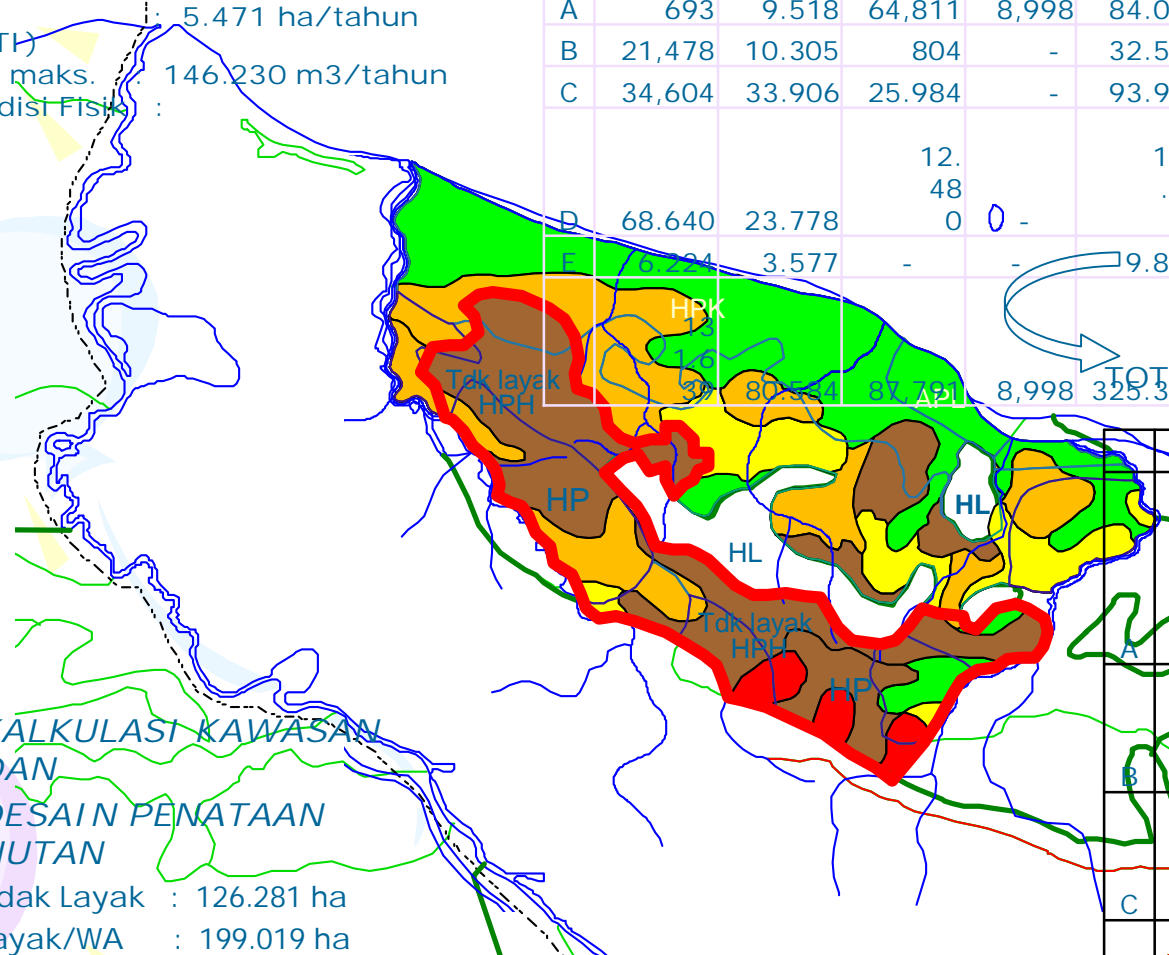 : 5.471 ha/tahun
TI)
maks. : 146.230 m3/tahun
disi Fisik :
A 693 9.518 64,811 8,998 84.0
B 21,478 10.305 804 - 32.5
C 34,604 33.906 25.984 - 93.9
12.
48
0
1
.
D 68.640 23.778 -
E 6.224 3.577 - - 9.8
HPK
13
1.6
39 80.584 87,791 8,998 325.3
TOT
APL
Tdk layak
HPH
HP
HL
HL
Tdk layak
HPH
HP
A
B
C
KALKULASI KAWASAN
DAN
DESAIN PENATAAN
HUTAN
dak Layak : 126.281 ha
ayak/WA : 199.019 ha